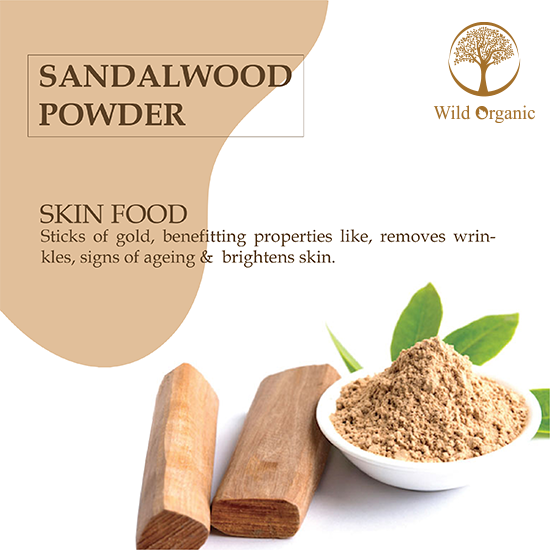 SANDALWOOD
POWDER
Wild Organic
SKIN FOOD
Sticks of gold, benefitting properties like, removes wrin-
kles, signs of ageing & brightens skin.